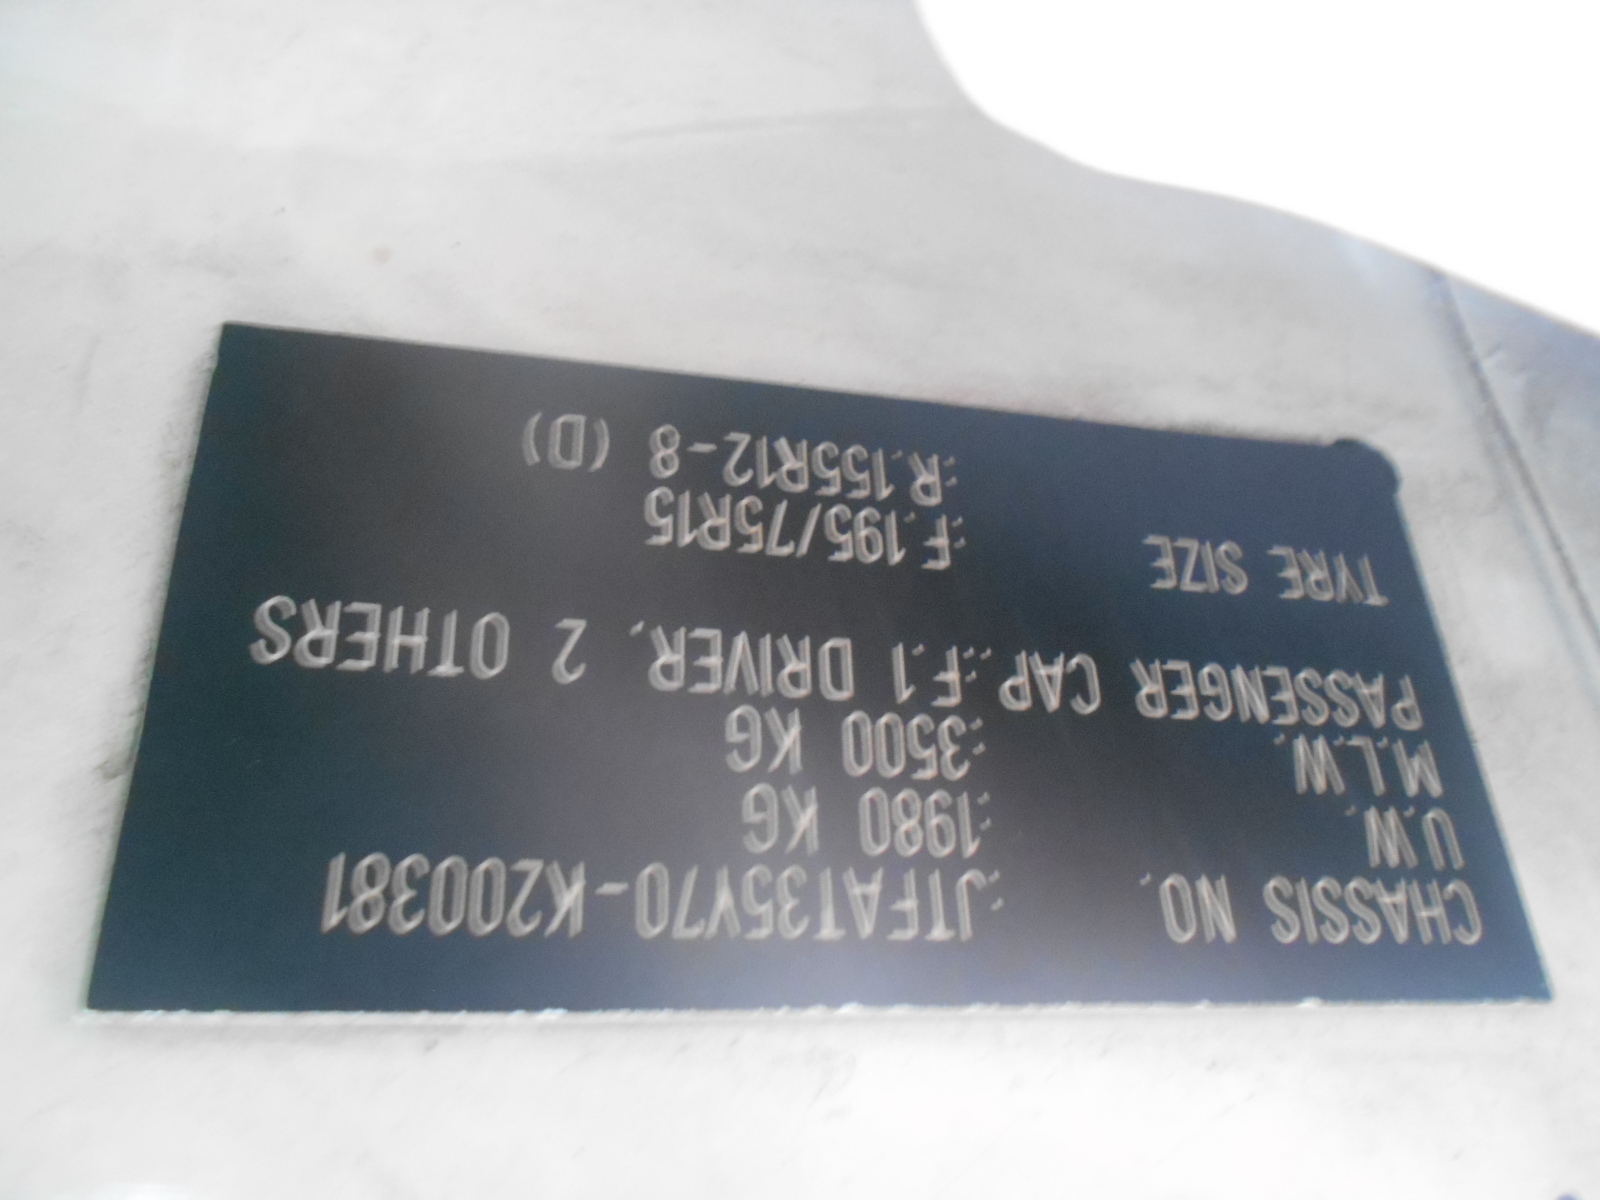 CHASSIS NO. :JTFAT35Y70-K200381
U.W. :1980 KG
M.L.W. :3500 KG
PASSENGER CAP.:F.1 DRIVER, 2 OTHERS
TYRE SIZE :F.195/75R15
:R.155R12-8 (D)